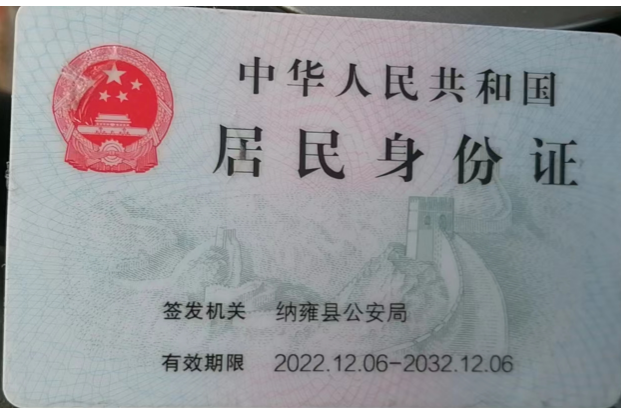 中华人民共和国
居民身份证
签发机关 纳雍县公安局
有效期限 2022.12.06-2032.12.06